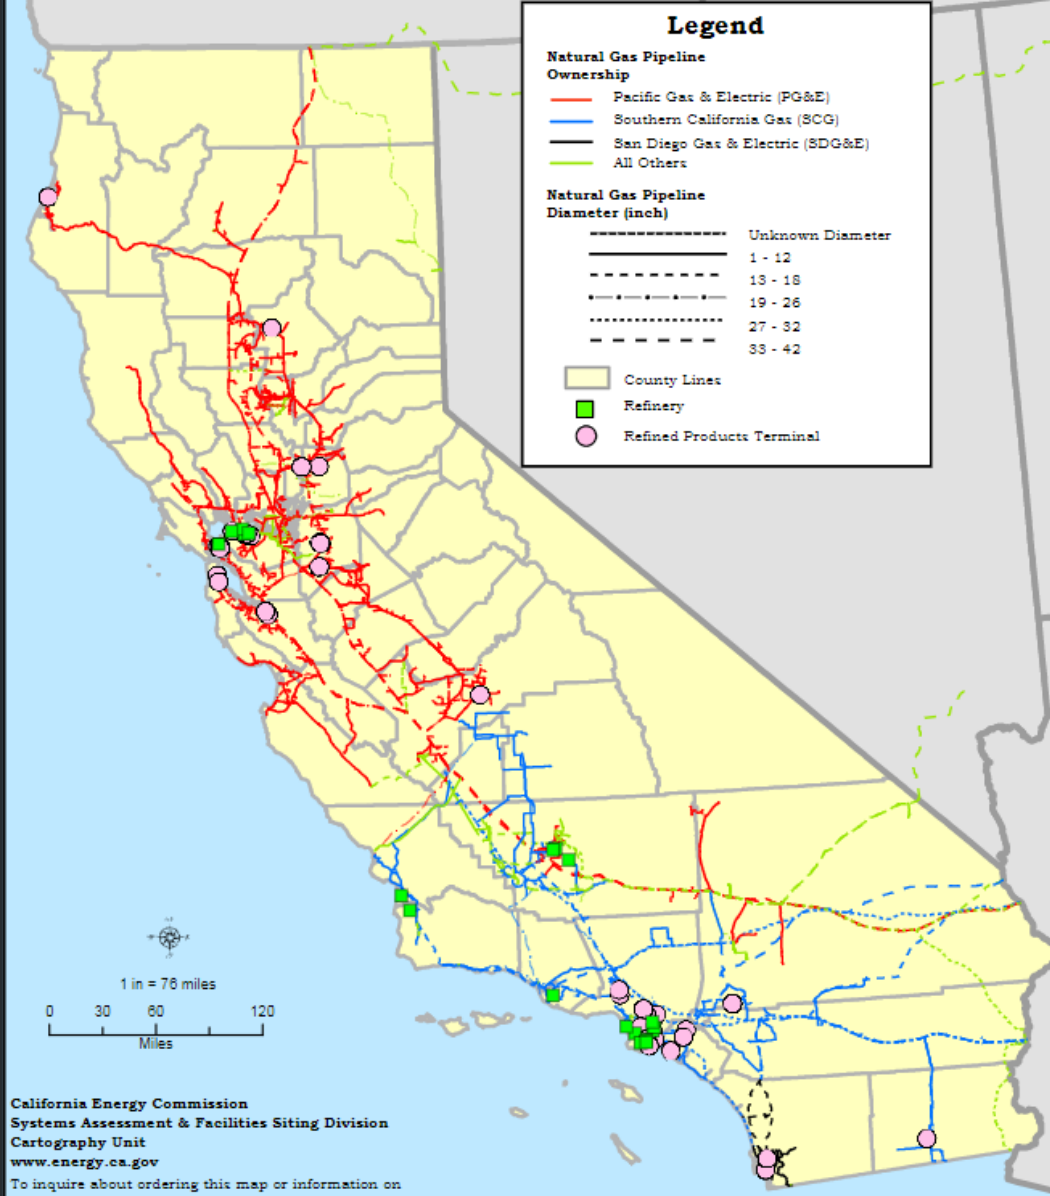 Legend
Natural Gas Pipeline
Ownership
Pacific Gas & Electric (PG&E)
Southern California Gas (SCG)
San Diego Gas & Electric (SDG&E)
All Others
Natural Gas Pipeline
Diameter (inch)
Unknown Diameter
1 - 12
13 - 18
19 - 26
27 - 32
33 - 42
County Lines
Refinery
Refined Products Terminal
1 in = 76 miles
0 30 60 120
Miles
California Energy Commission
Systems Assessment & Facilities Siting Division
Cartography Unit
www.energy.ca.gov
To inquire about ordering this map or information on